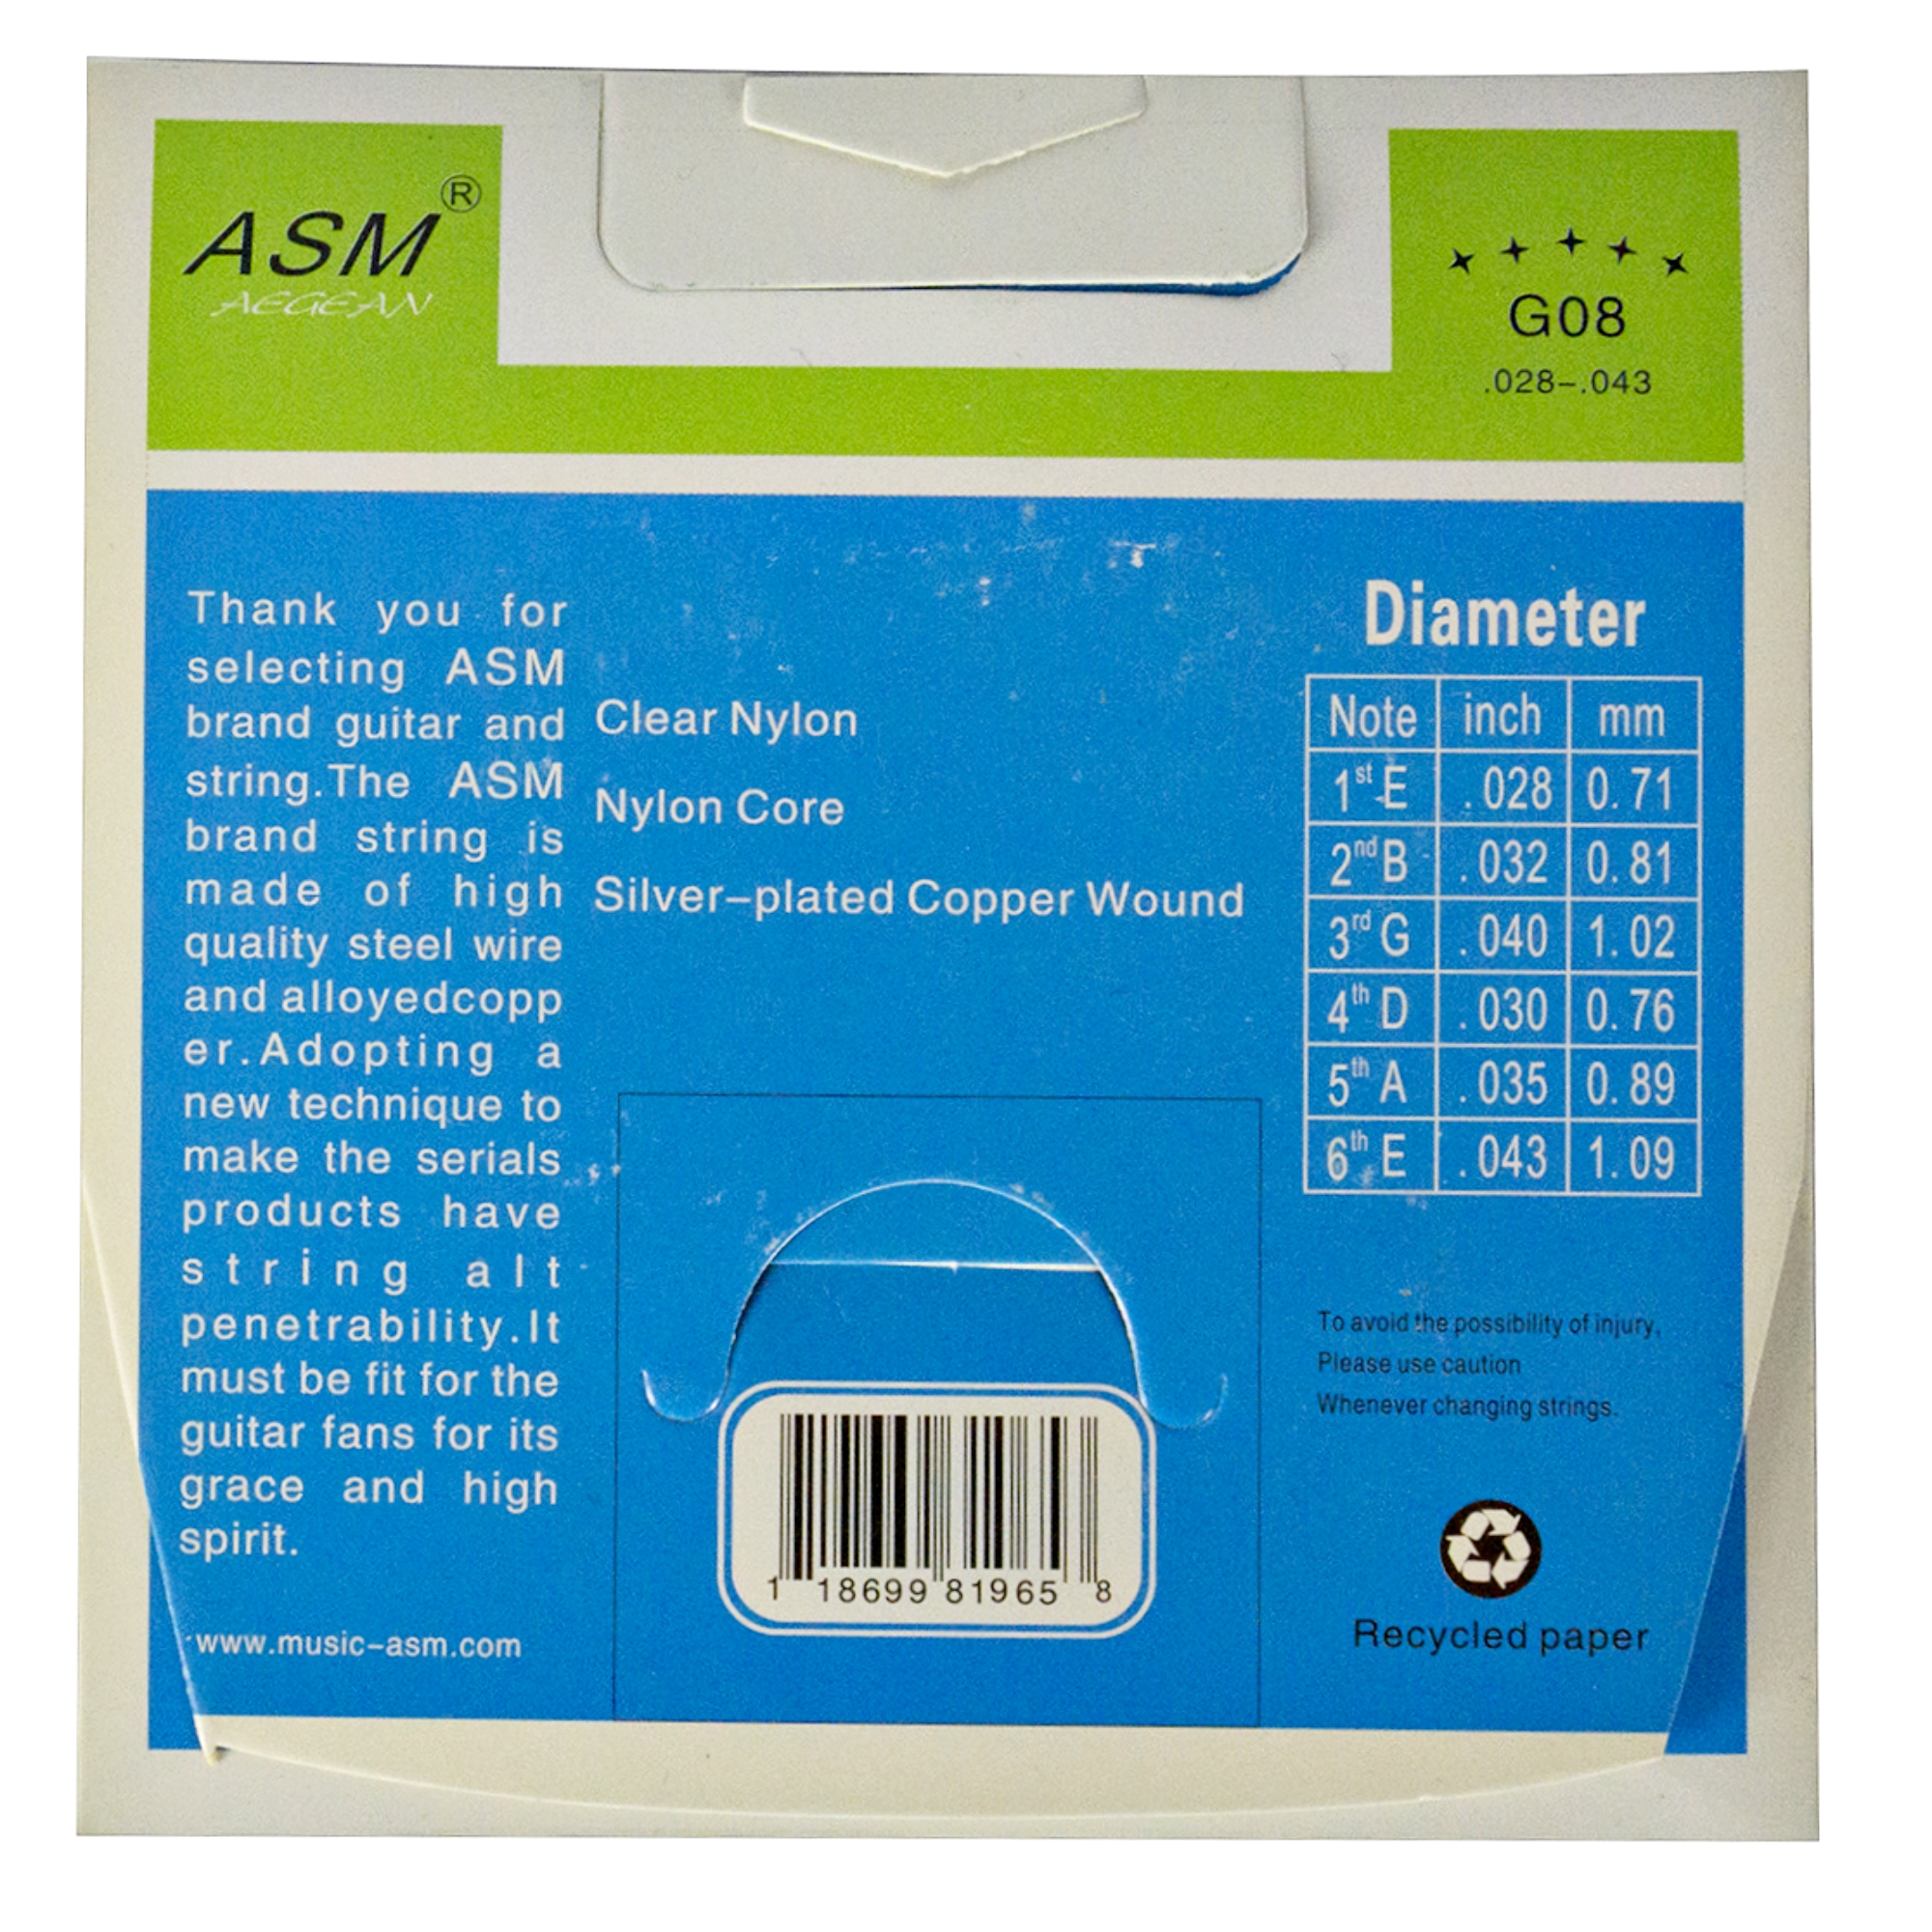 ASM®
AEGEAN
G08
.028–.043
Thank you for
selecting ASM
brand guitar and
string.The ASM
brand string is
made of high
quality steel wire
and alloyedcopp
er.Adopting a
new technique to
make the serials
products have
string alt
penetrability.It
must be fit for the
guitar fans for its
grace and high
spirit.
www.music–asm.com
Clear Nylon
Nylon Core
Silver–plated Copper Wound
1 18699 81965 8
Diameter
Note inch mm
1st E .028 0.71
2nd B .032 0.81
3rd G .040 1.02
4th D .030 0.76
5th A .035 0.89
6th E .043 1.09
To avoid the possibility of injury,
Please use caution
Whenever changing strings.
Recycled paper